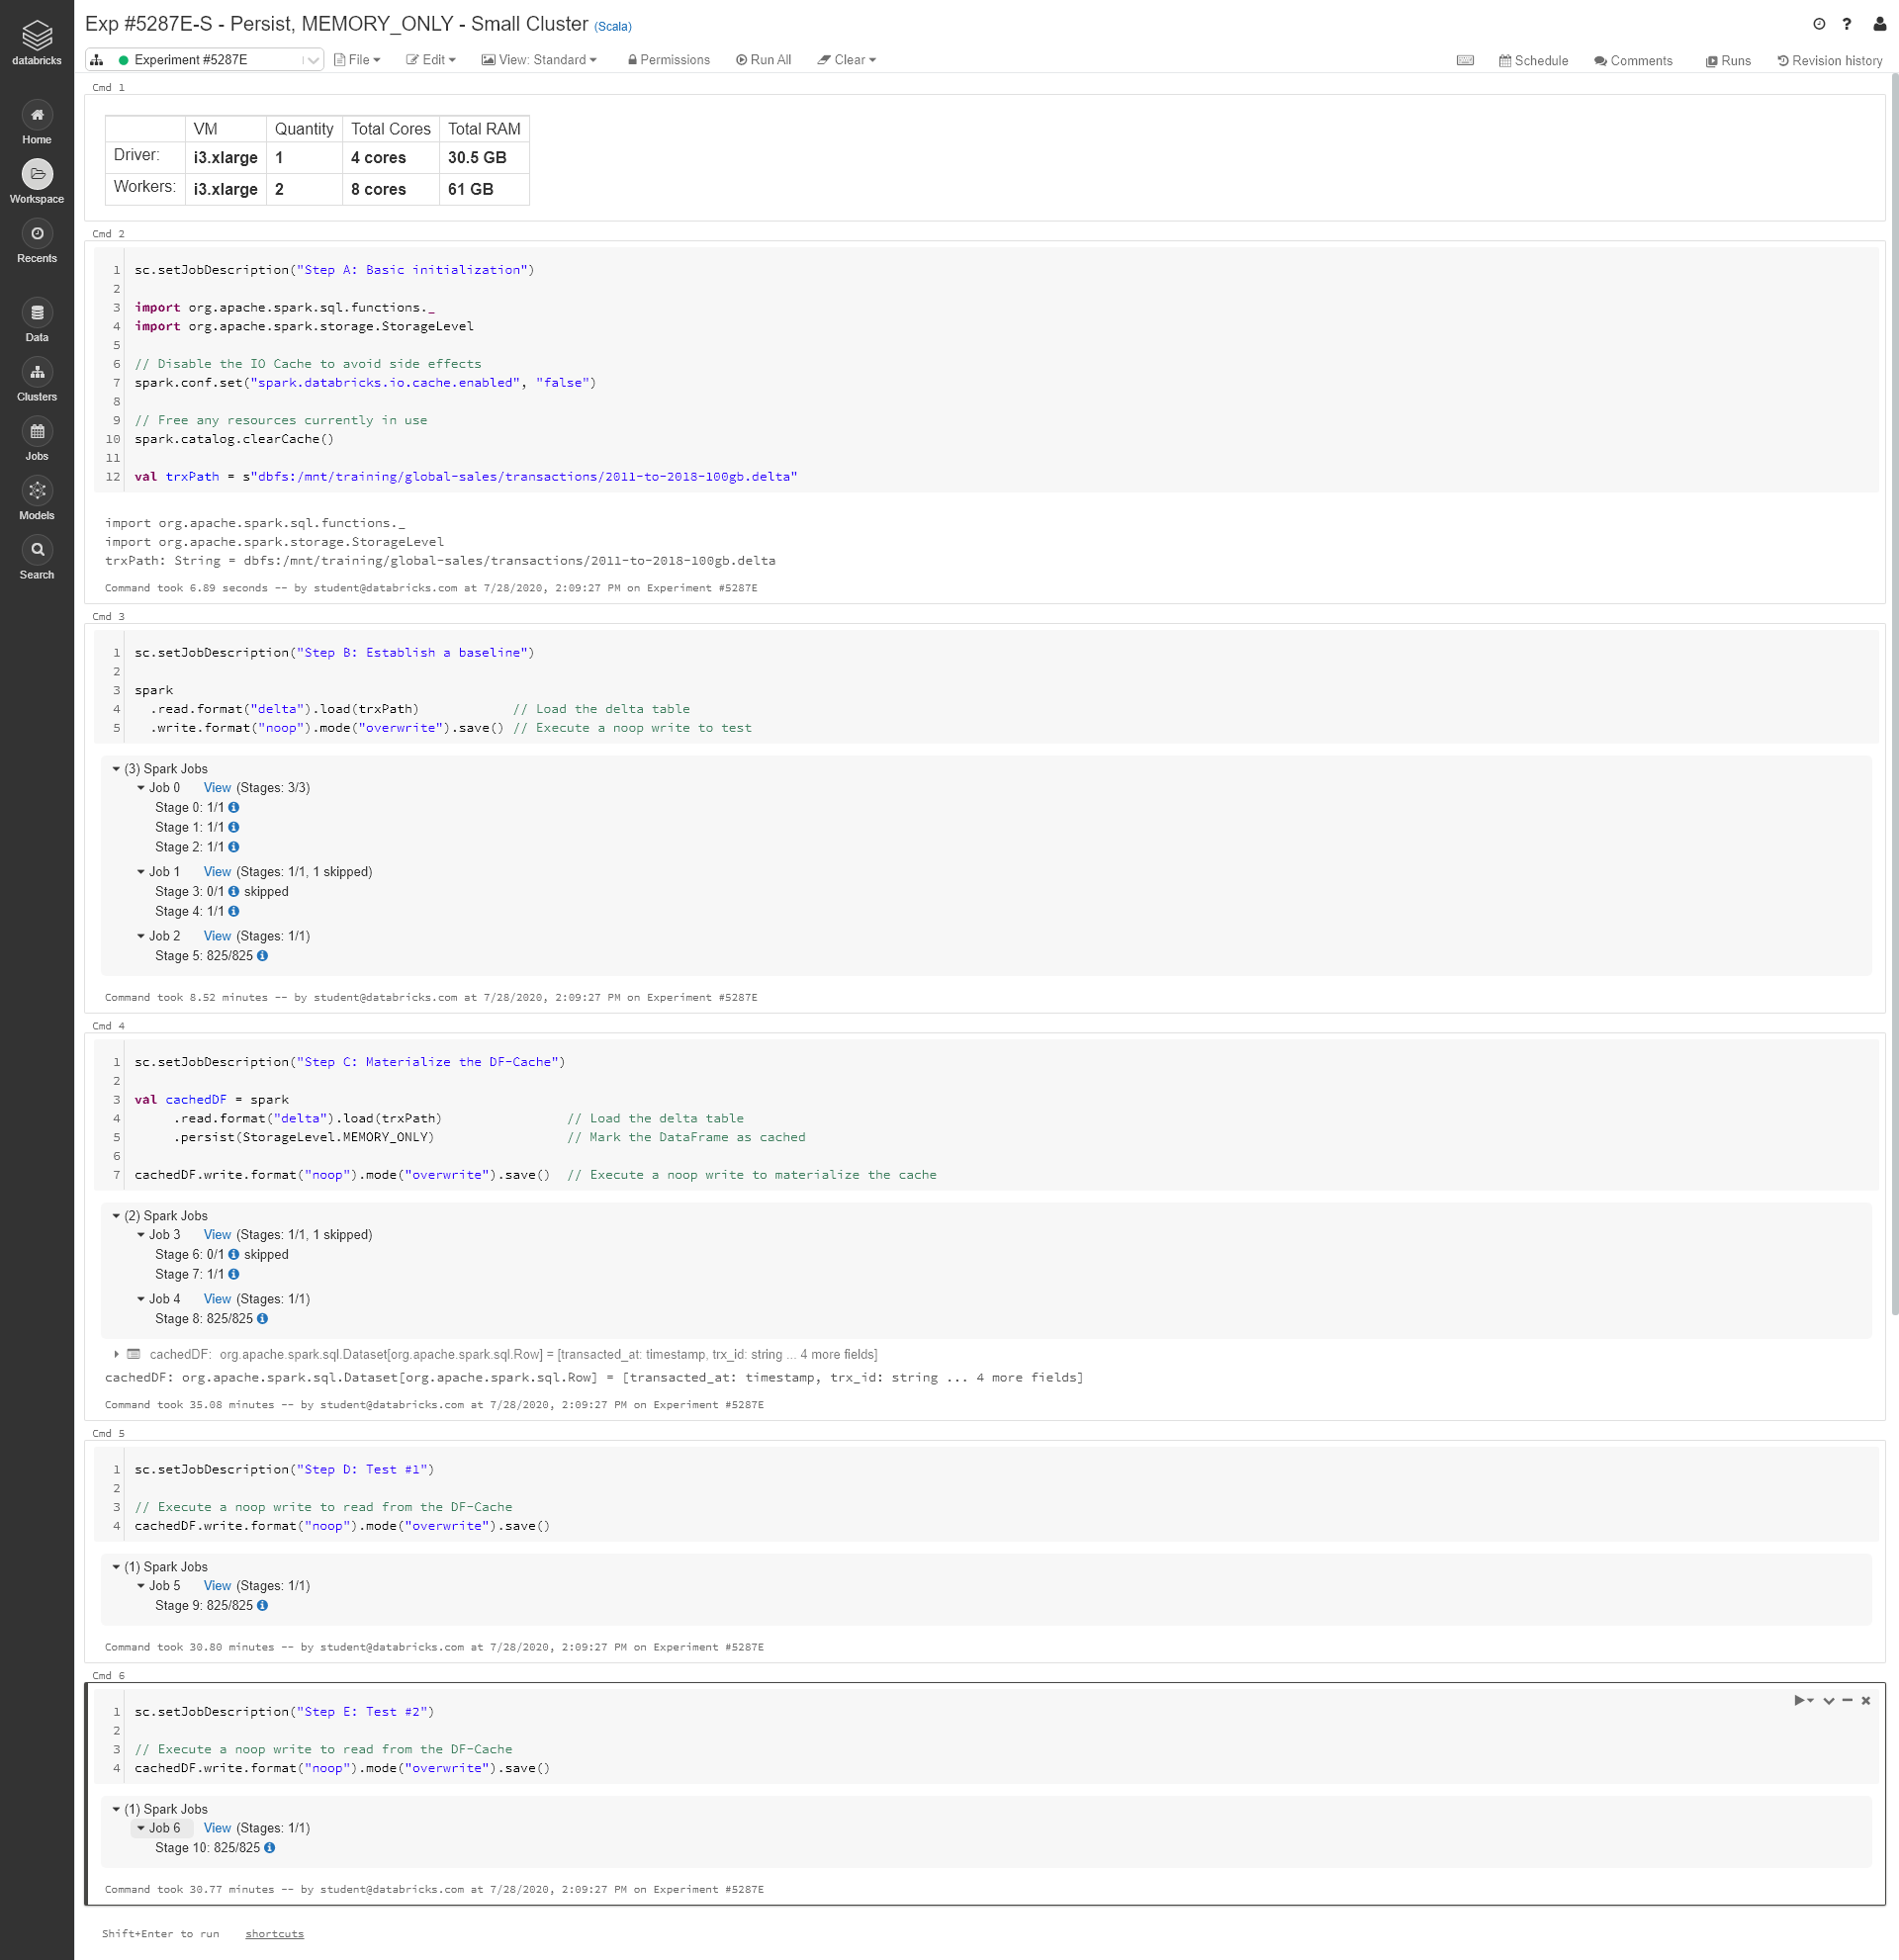 Exp #5287E-S - Persist, MEMORY_ONLY - Small Cluster (Scala)
databricks
Experiment #5287E File Edit View: Standard Permissions Run All Clear Schedule Comments Runs Revision history
Home
Workspace
Recents
Data
Clusters
Jobs
Models
Search
Cmd 1
VM Quantity Total Cores Total RAM
Driver: i3.xlarge 1 4 cores 30.5 GB
Workers: i3.xlarge 2 8 cores 61 GB
Cmd 2
1 sc.setJobDescription("Step A: Basic initialization")
2
3 import org.apache.spark.sql.functions._
4 import org.apache.spark.storage.StorageLevel
5
6 // Disable the IO Cache to avoid side effects
7 spark.conf.set("spark.databricks.io.cache.enabled", "false")
8
9 // Free any resources currently in use
10 spark.catalog.clearCache()
11
12 val trxPath = s"dbfs:/mnt/training/global-sales/transactions/2011-to-2018-100gb.delta"
import org.apache.spark.sql.functions._
import org.apache.spark.storage.StorageLevel
trxPath: String = dbfs:/mnt/training/global-sales/transactions/2011-to-2018-100gb.delta
Command took 6.89 seconds -- by student@databricks.com at 7/28/2020, 2:09:27 PM on Experiment #5287E
Cmd 3
1 sc.setJobDescription("Step B: Establish a baseline")
2
3 spark
4 .read.format("delta").load(trxPath) // Load the delta table
5 .write.format("noop").mode("overwrite").save() // Execute a noop write to test
(3) Spark Jobs
Job 0 View (Stages: 3/3)
Stage 0: 1/1
Stage 1: 1/1
Stage 2: 1/1
Job 1 View (Stages: 1/1, 1 skipped)
Stage 3: 0/1 skipped
Stage 4: 1/1
Job 2 View (Stages: 1/1)
Stage 5: 825/825
Command took 8.52 minutes -- by student@databricks.com at 7/28/2020, 2:09:27 PM on Experiment #5287E
Cmd 4
1 sc.setJobDescription("Step C: Materialize the DF-Cache")
2
3 val cachedDF = spark
4 .read.format("delta").load(trxPath) // Load the delta table
5 .persist(StorageLevel.MEMORY_ONLY) // Mark the DataFrame as cached
6
7 cachedDF.write.format("noop").mode("overwrite").save() // Execute a noop write to materialize the cache
(2) Spark Jobs
Job 3 View (Stages: 1/1, 1 skipped)
Stage 6: 0/1 skipped
Stage 7: 1/1
Job 4 View (Stages: 1/1)
Stage 8: 825/825
cachedDF: org.apache.spark.sql.Dataset[org.apache.spark.sql.Row] = [transacted_at: timestamp, trx_id: string ... 4 more fields]
cachedDF: org.apache.spark.sql.Dataset[org.apache.spark.sql.Row] = [transacted_at: timestamp, trx_id: string ... 4 more fields]
Command took 35.08 minutes -- by student@databricks.com at 7/28/2020, 2:09:27 PM on Experiment #5287E
Cmd 5
1 sc.setJobDescription("Step D: Test #1")
2
3 // Execute a noop write to read from the DF-Cache
4 cachedDF.write.format("noop").mode("overwrite").save()
(1) Spark Jobs
Job 5 View (Stages: 1/1)
Stage 9: 825/825
Command took 30.80 minutes -- by student@databricks.com at 7/28/2020, 2:09:27 PM on Experiment #5287E
Cmd 6
1 sc.setJobDescription("Step E: Test #2")
2
3 // Execute a noop write to read from the DF-Cache
4 cachedDF.write.format("noop").mode("overwrite").save()
(1) Spark Jobs
Job 6 View (Stages: 1/1)
Stage 10: 825/825
Command took 30.77 minutes -- by student@databricks.com at 7/28/2020, 2:09:27 PM on Experiment #5287E
Shift+Enter to run shortcuts